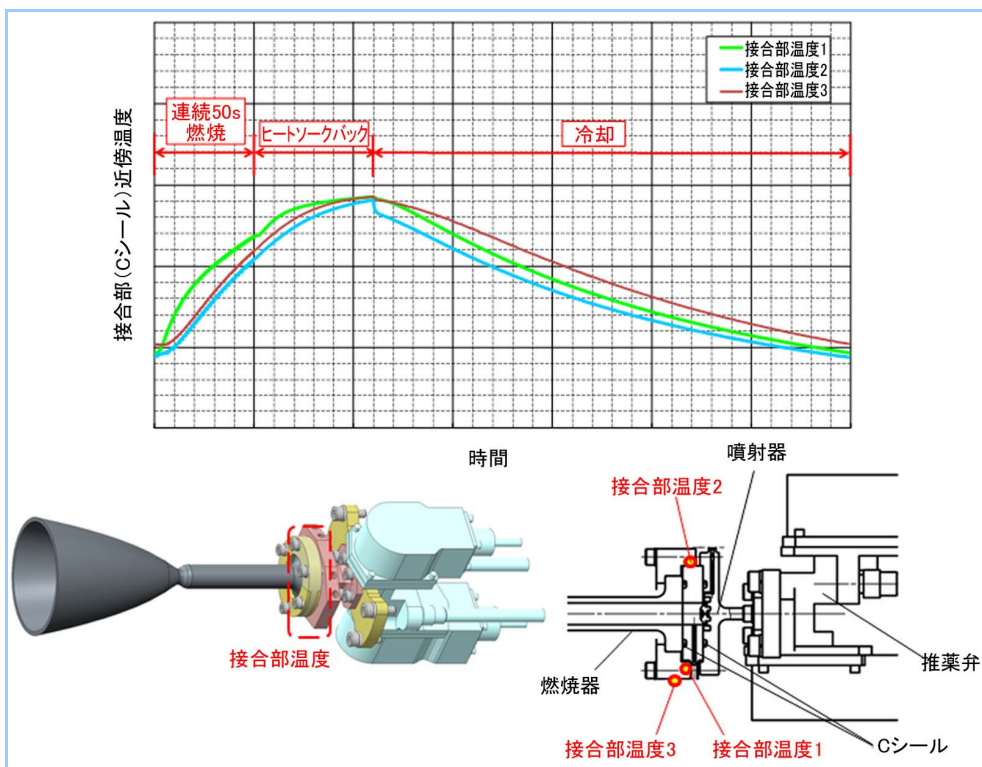 接合部温度1
接合部温度2
接合部温度3
連続50s
燃焼
ヒートソークバック
冷却
接合部(Cシール)近傍温度
時間
噴射器
接合部温度2
接合部温度
燃焼器
推薬弁
接合部温度3
接合部温度1
Cシール